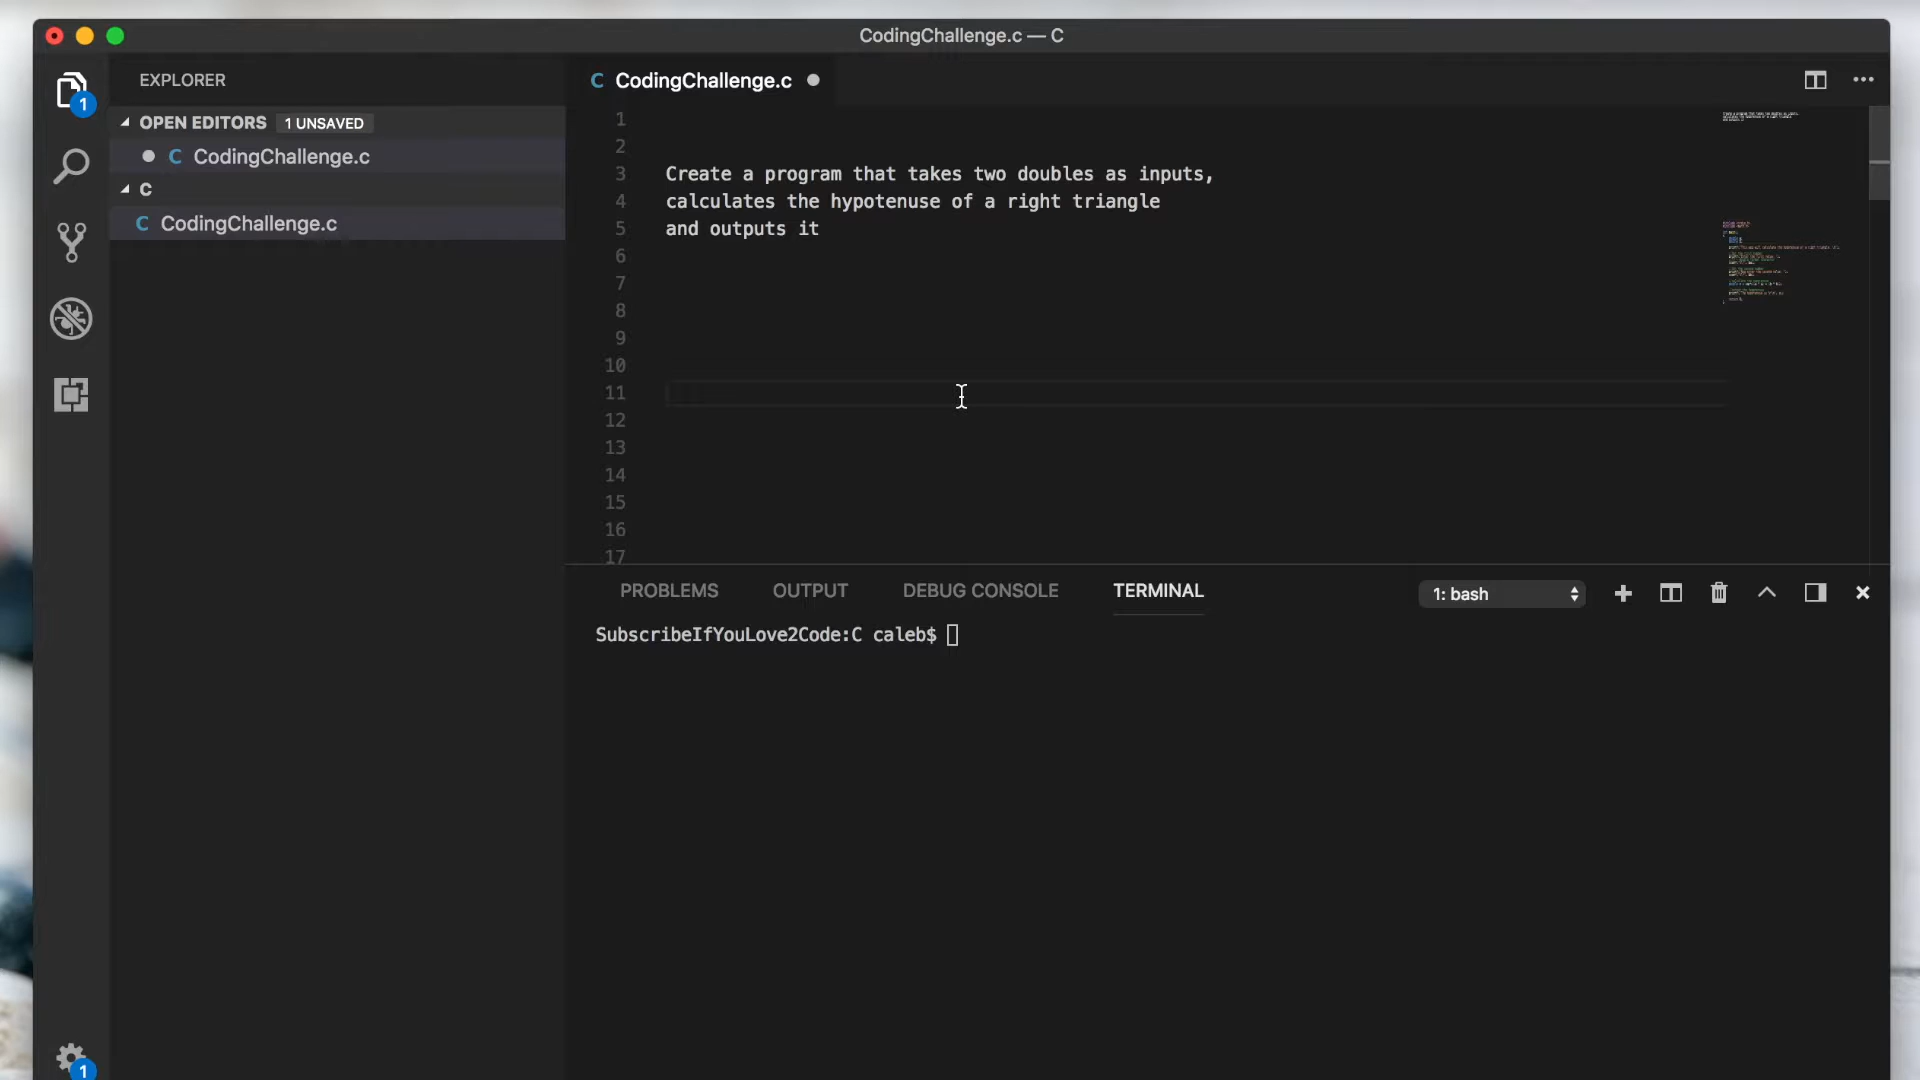 CodingChallenge.c — C
EXPLORER
OPEN EDITORS 1 UNSAVED
C CodingChallenge.c
C
C CodingChallenge.c
1
1
C CodingChallenge.c
1
2
3 Create a program that takes two doubles as inputs,
4 calculates the hypotenuse of a right triangle
5 and outputs it
6
7
8
9
10
11
12
13
14
15
16
17
PROBLEMS OUTPUT DEBUG CONSOLE TERMINAL 1: bash
SubscribeIfYouLove2Code:C caleb$